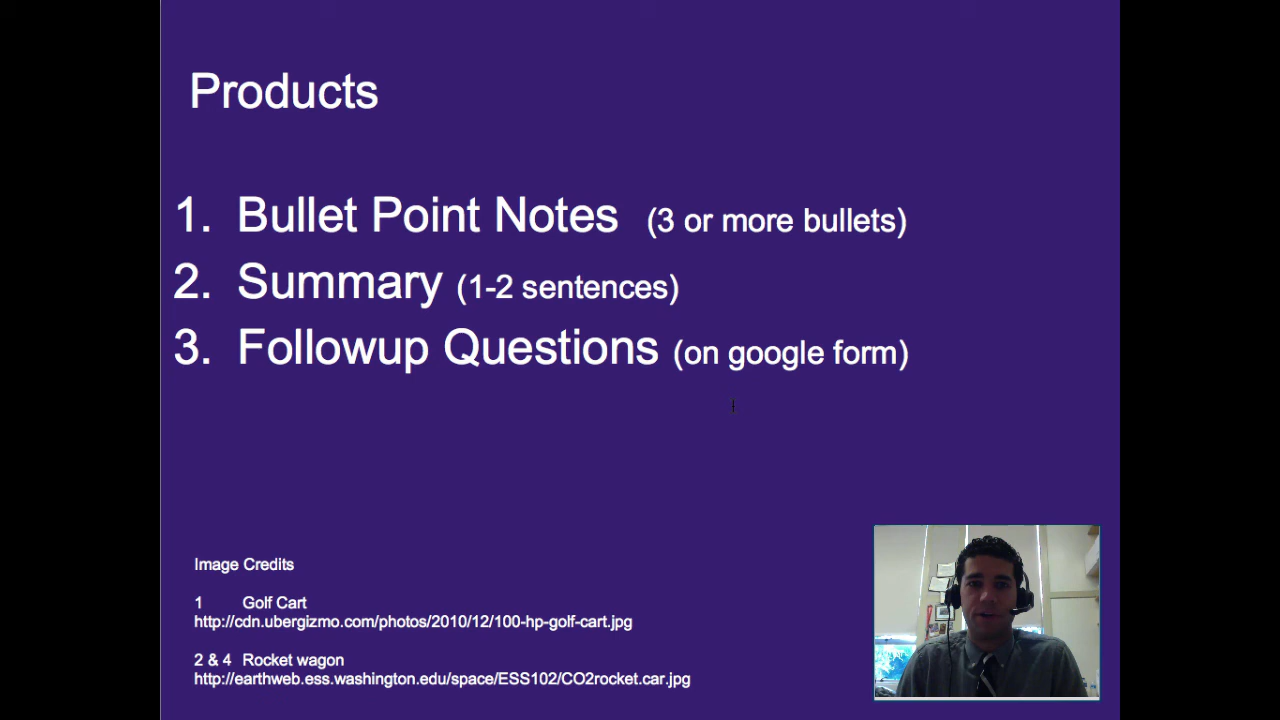 Products
1. Bullet Point Notes (3 or more bullets)
2. Summary (1-2 sentences)
3. Followup Questions (on google form)
Image Credits
1 Golf Cart
http://cdn.ubergizmo.com/photos/2010/12/100-hp-golf-cart.jpg
2 & 4 Rocket wagon
http://earthweb.ess.washington.edu/space/ESS102/CO2rocket.car.jpg